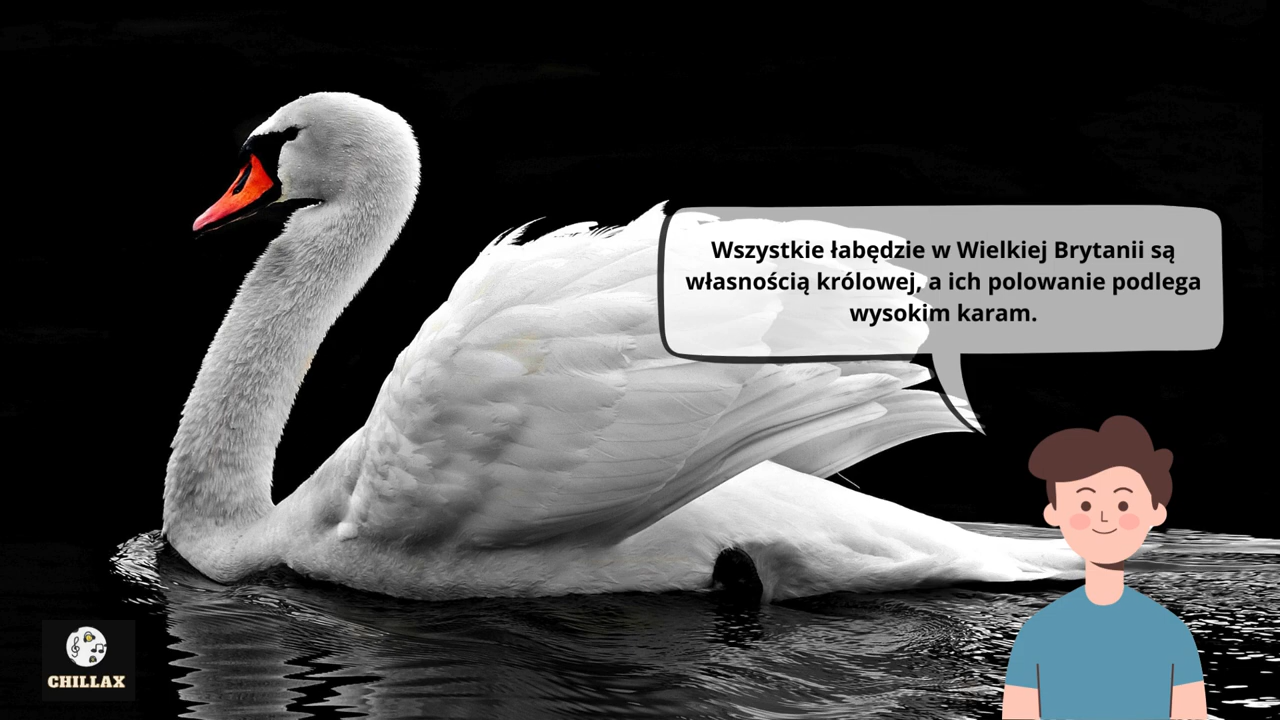 Wszystkie łabędzie w Wielkiej Brytanii są
własnością królowej, a ich polowanie podlega
wysokim karam.
CHILLAX